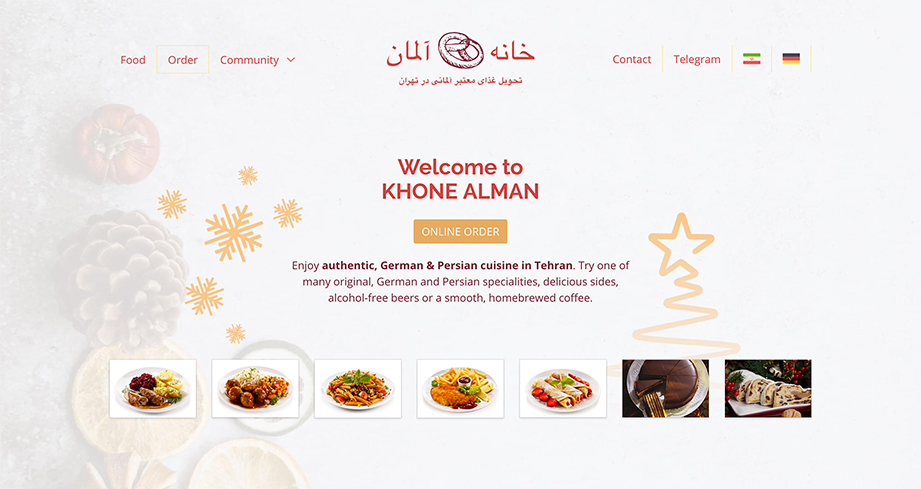 Food
Order
Community
خانه آلمان
تحویل غذای معتبر آلمانی در تهران
Contact
Telegram
Welcome to
KHONE ALMAN
ONLINE ORDER
Enjoy authentic, German & Persian cuisine in Tehran. Try one of
many original, German and Persian specialities, delicious sides,
alcohol-free beers or a smooth, homebrewed coffee.